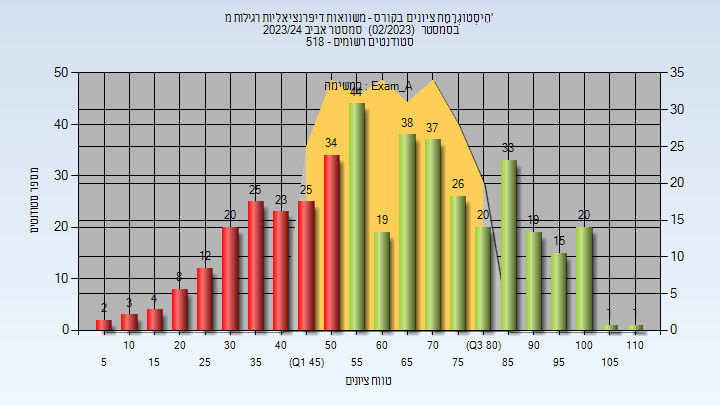 הִיסְטוֹגְרָמַת ציונים בקורס - משוואות דיפרנציאליות רגילות מ'
בסמסטר (02/2023) סמסטר אביב 2023/24
סטודנטים רשומים - 518
במשימה : Exam_A
50 40 30 20 10 0
מספר סטודנטים
35 30 25 20 15 10 5 0
2 3 4 8 12 20 25 23 25 34 44 19 38 37 26 20 33 19 15 20 1 1
10 20 30 40 50 60 70 (Q3 80) 90 100 110
5 15 25 35 (Q1 45) 55 65 75 85 95 105
טווח ציונים